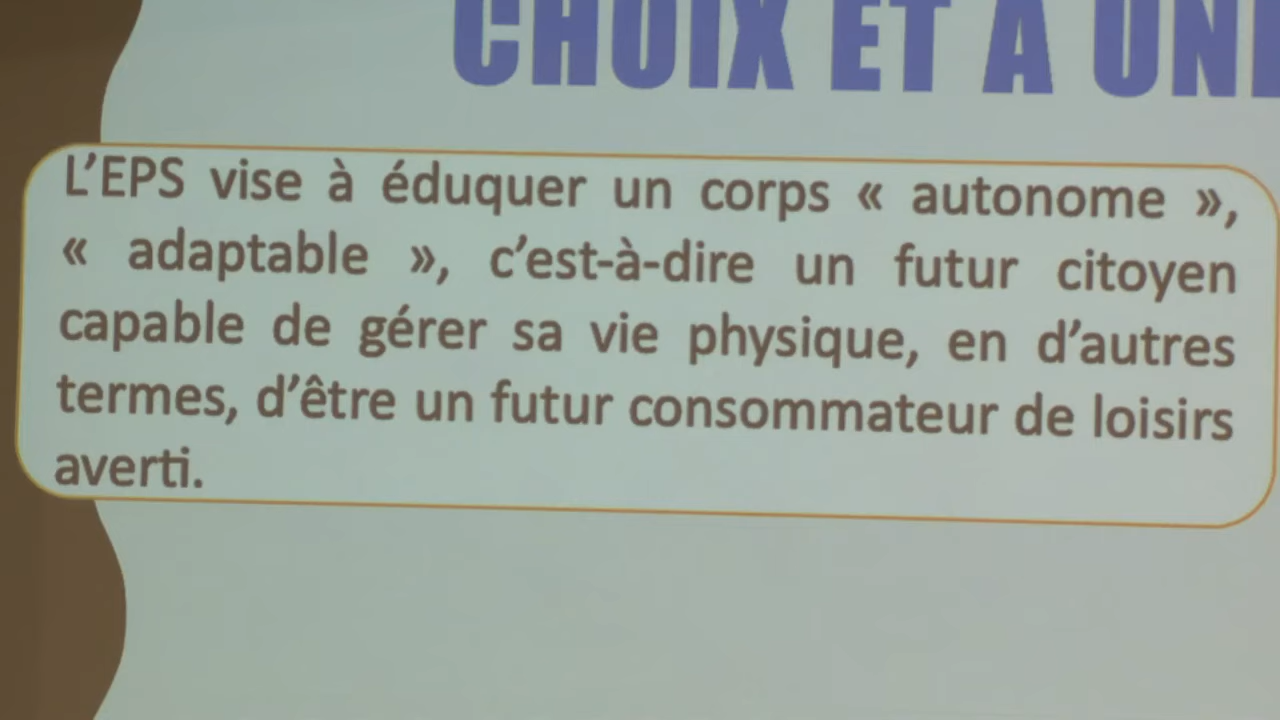 CHOIX ET A UNE
L'EPS vise à éduquer un corps « autonome »,
« adaptable », c'est-à-dire un futur citoyen
capable de gérer sa vie physique, en d'autres
termes, d'être un futur consommateur de loisirs
averti.